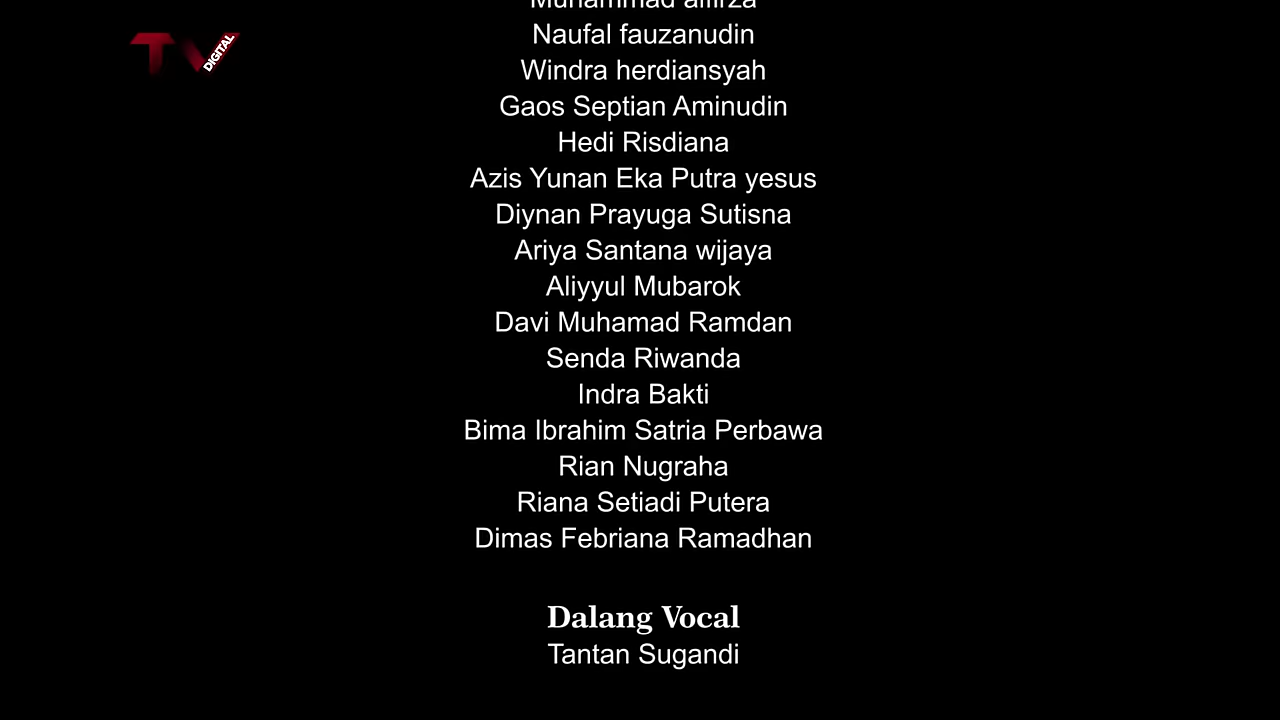 TV DIGITAL
Naufal fauzanudin
Windra herdiansyah
Gaos Septian Aminudin
Hedi Risdiana
Azis Yunan Eka Putra yesus
Diynan Prayuga Sutisna
Ariya Santana wijaya
Aliyyul Mubarok
Davi Muhamad Ramdan
Senda Riwanda
Indra Bakti
Bima Ibrahim Satria Perbawa
Rian Nugraha
Riana Setiadi Putera
Dimas Febriana Ramadhan
Dalang Vocal
Tantan Sugandi